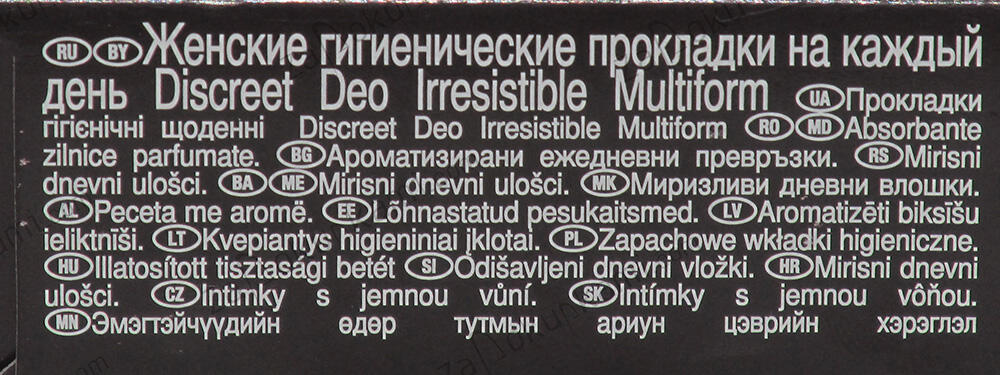 RU BY Женские гигиенические прокладки на каждый
день Discreet Deo Irresistible Multiform UA Прокладки
гігієнічні щоденні Discreet Deo Irresistible Multiform RO MD Absorbante
zilnice parfumate. BG Ароматизирани ежедневни превръзки. RS Mirisni
dnevni ulošci. BA ME Mirisni dnevni ulošci. MK Миризливи дневни влошки.
AL Peceta me aromë. EE Lõhnastatud pesukaitsmed. LV Aromatizēti biksīšu
ieliktnīši. LT Kvepiantys higieniniai įklotai. PL Zapachowe wkładki higieniczne.
HU Illatosított tisztasági betét SI Odišavljeni dnevni vložki. HR Mirisni dnevni
ulošci. CZ Intimky s jemnou vůní. SK Intímky s jemnou vôňou.
MN Эмэгтэйчүүдийн өдөр тутмын ариун цэврийн хэрэглэл